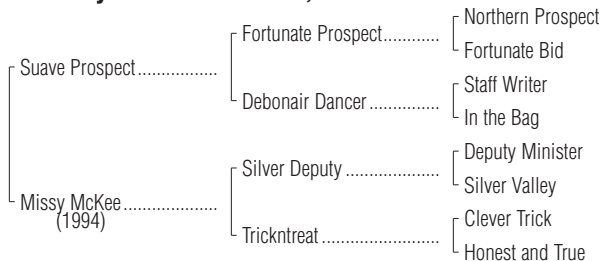 Northern Prospect
Fortunate Prospect............
Fortunate Bid
Suave Prospect.................
Staff Writer
Debonair Dancer ...............
In the Bag
Deputy Minister
Silver Deputy ....................
Silver Valley
Missy McKee....................
(1994)
Clever Trick
Trickntreat .........................
Honest and True